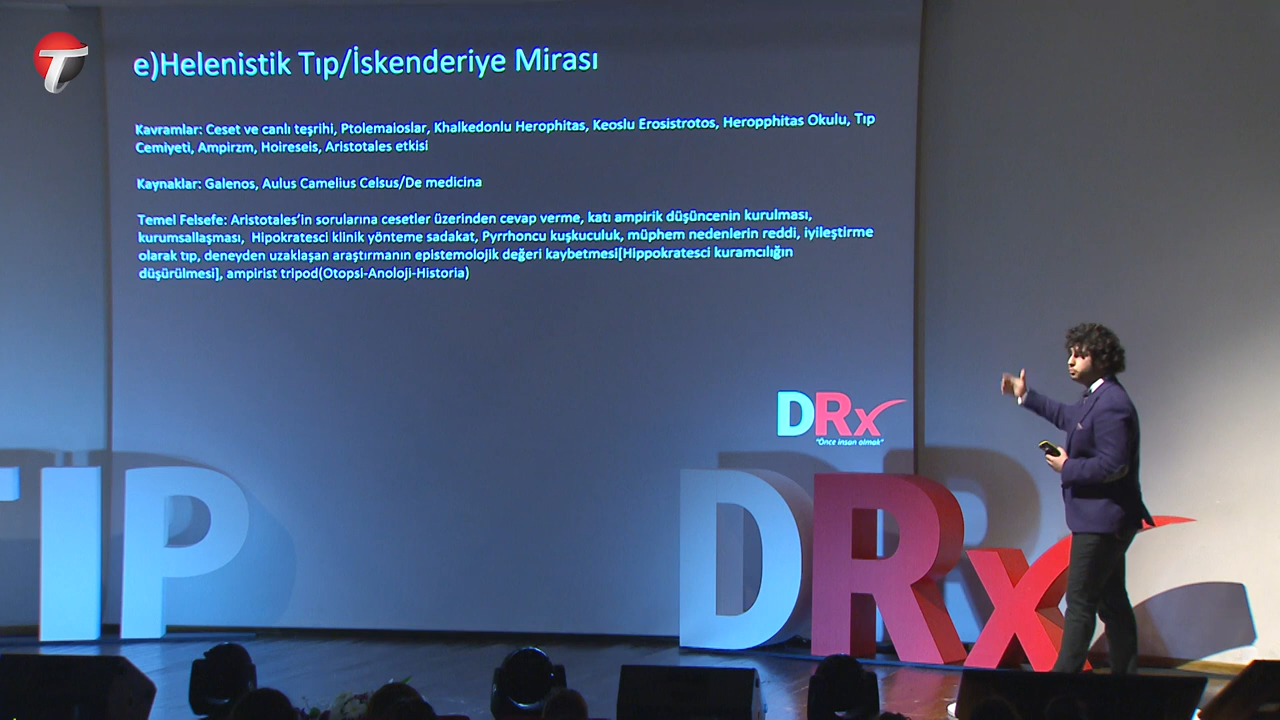 T
e)Helenistik Tıp/İskenderiye Mirası
Kavramlar: Ceset ve canlı teşrihi, Ptolemaioslar, Khalkedonlu Herophitas, Keoslu Erosistrotos, Heropphitas Okulu, Tıp
Cemiyeti, Ampirzm, Hoireseis, Aristotales etkisi
Kaynaklar: Galenos, Aulus Camelius Celsus/De medicina
Temel Felsefe: Aristotales'in sorularına cesetler üzerinden cevap verme, katı ampirik düşüncenin kurulması,
kurumsallaşması, Hipokratesci klinik yönteme sadakat, Pyrrhoncu kuşkuculuk, müphem nedenlerin reddi, iyileştirme
olarak tıp, deneyden uzaklaşan araştırmanın epistemolojik değeri kaybetmesi[Hippokratesci kuramcılığın
düşürülmesi], ampirist tripod(Otopsi-Anoloji-Historia)
DRx
"Önce insan olmak"
TIP
DRx